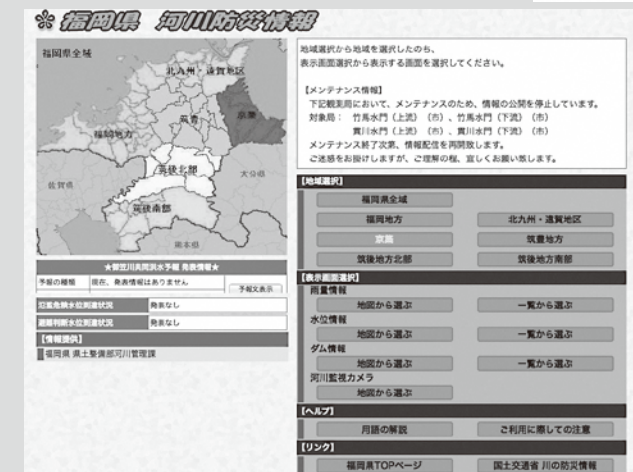 福岡県 河川防災情報
福岡県全域
北九州・遠賀地区
京築
筑豊
福岡地方
筑後北部
筑後南部
佐賀県
大分県
熊本県
現在、発表情報はありません
予報の種類
予報文表示
氾濫危険水位到達状況 発表なし
避難判断水位到達状況 発表なし
【情報提供】
福岡県 県土整備部河川管理課
地域選択から地域を選択したのち、
表示画面選択から表示する画面を選択してください。
【メンテナンス情報】
下記観測局において、メンテナンスのため、情報の公開を停止しています。
対象局： 竹馬水門（上流）（市）、竹馬水門（下流）（市）
貫川水門（上流）（市）、貫川水門（下流）（市）
メンテナンス終了次第、情報配信を再開致します。
ご迷惑をお掛けしますが、ご理解の程、宜しくお願い致します。
【地域選択】
福岡県全域
福岡地方 北九州・遠賀地区
京築 筑豊地方
筑後地方北部 筑後地方南部
【表示画面選択】
雨量情報
地図から選ぶ 一覧から選ぶ
水位情報
地図から選ぶ 一覧から選ぶ
ダム情報
地図から選ぶ 一覧から選ぶ
河川監視カメラ
地図から選ぶ
【ヘルプ】
用語の解説 ご利用に際しての注意
【リンク】
福岡県TOPページ 国土交通省 川の防災情報